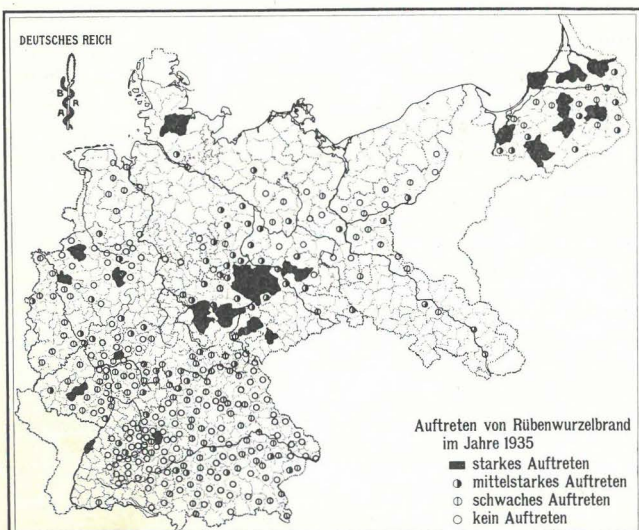 DEUTSCHES REICH
B
R
A
Auftreten von Rübenwurzelbrand
im Jahre 1935
starkes Auftreten
mittelstarkes Auftreten
schwaches Auftreten
kein Auftreten